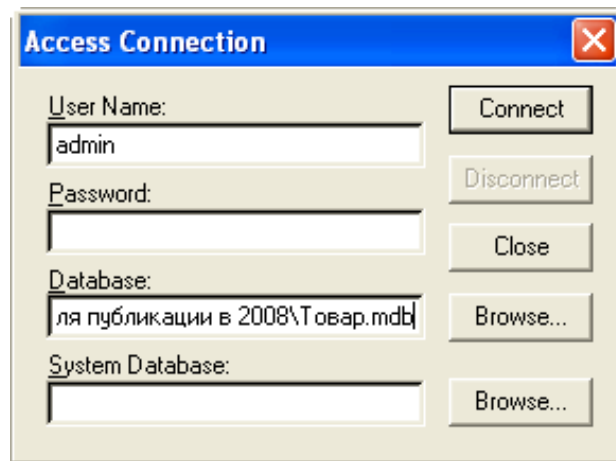 Access Connection
User Name:
Connect
admin
Disconnect
Password:
Close
Database:
ля публикации в 2008\Товар.mdb
Browse...
System Database:
Browse...